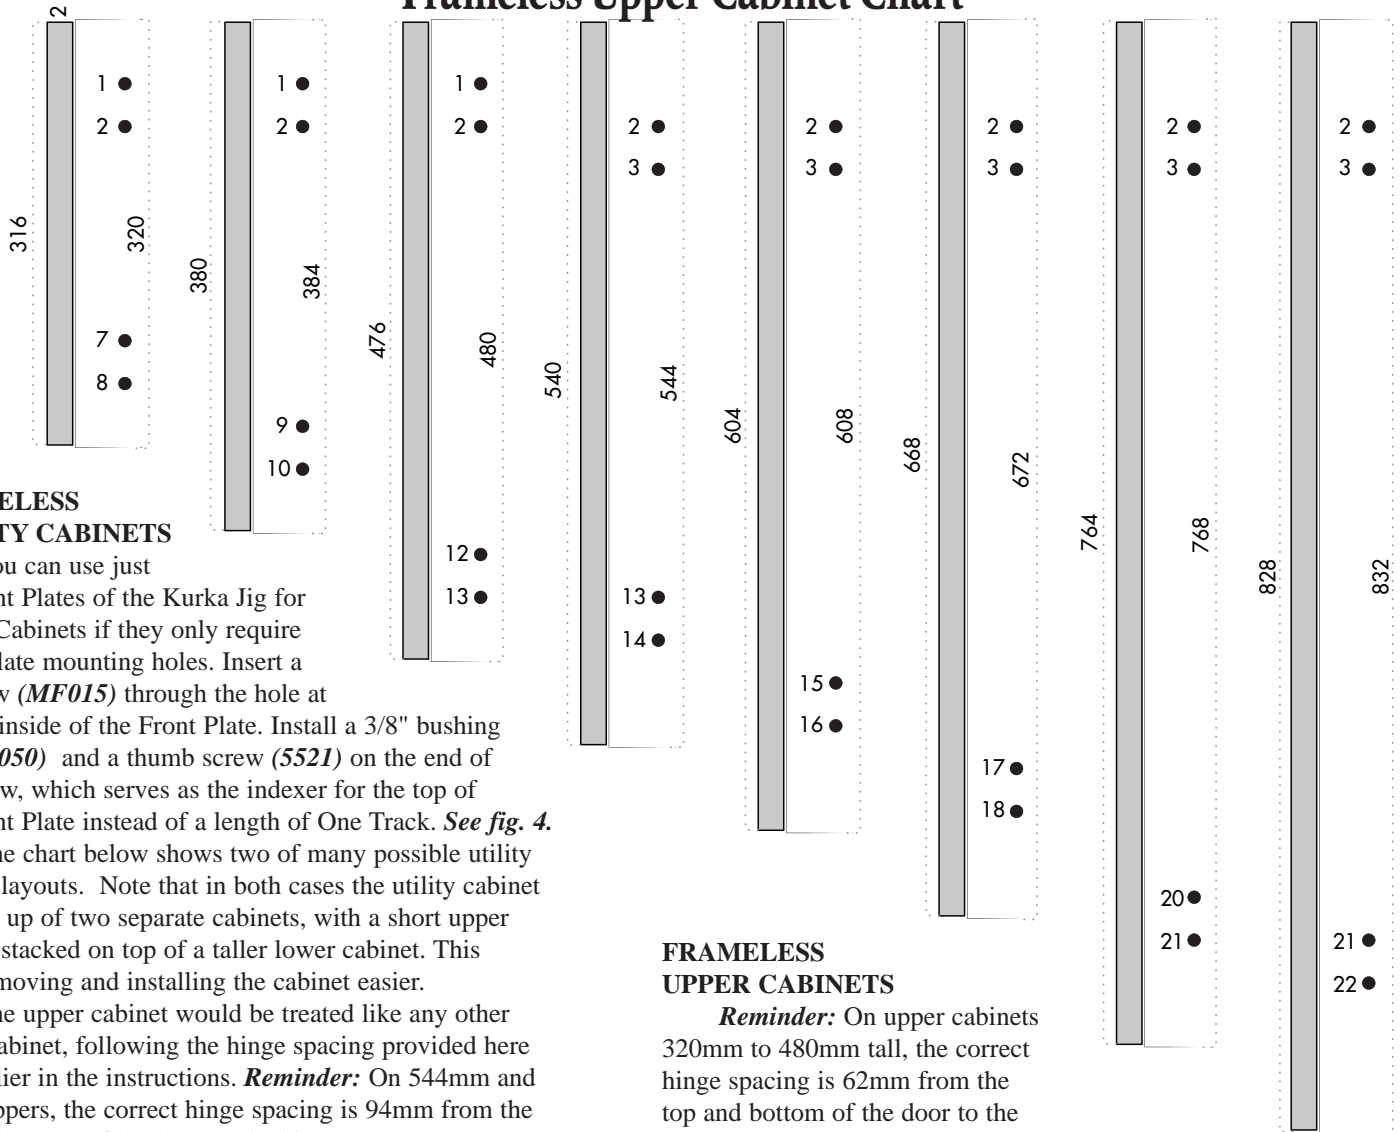 Frameless Upper Cabinet Chart
2
1
2
316
320
7
8
1
2
380
384
9
10
1
2
476
480
12
13
2
3
540
544
13
14
2
3
604
608
15
16
2
3
668
672
17
18
2
3
764
768
20
21
2
3
828
832
21
22
ELESS
TY CABINETS
ou can use just
nt Plates of the Kurka Jig for
Cabinets if they only require
late mounting holes. Insert a
w (MF015) through the hole at
inside of the Front Plate. Install a 3/8" bushing
050) and a thumb screw (5521) on the end of
w, which serves as the indexer for the top of
nt Plate instead of a length of One Track. See fig. 4.
he chart below shows two of many possible utility
layouts. Note that in both cases the utility cabinet
up of two separate cabinets, with a short upper
stacked on top of a taller lower cabinet. This
moving and installing the cabinet easier.
he upper cabinet would be treated like any other
abinet, following the hinge spacing provided here
lier in the instructions. Reminder: On 544mm and
ppers, the correct hinge spacing is 94mm from the
FRAMELESS
UPPER CABINETS
Reminder: On upper cabinets
320mm to 480mm tall, the correct
hinge spacing is 62mm from the
top and bottom of the door to the